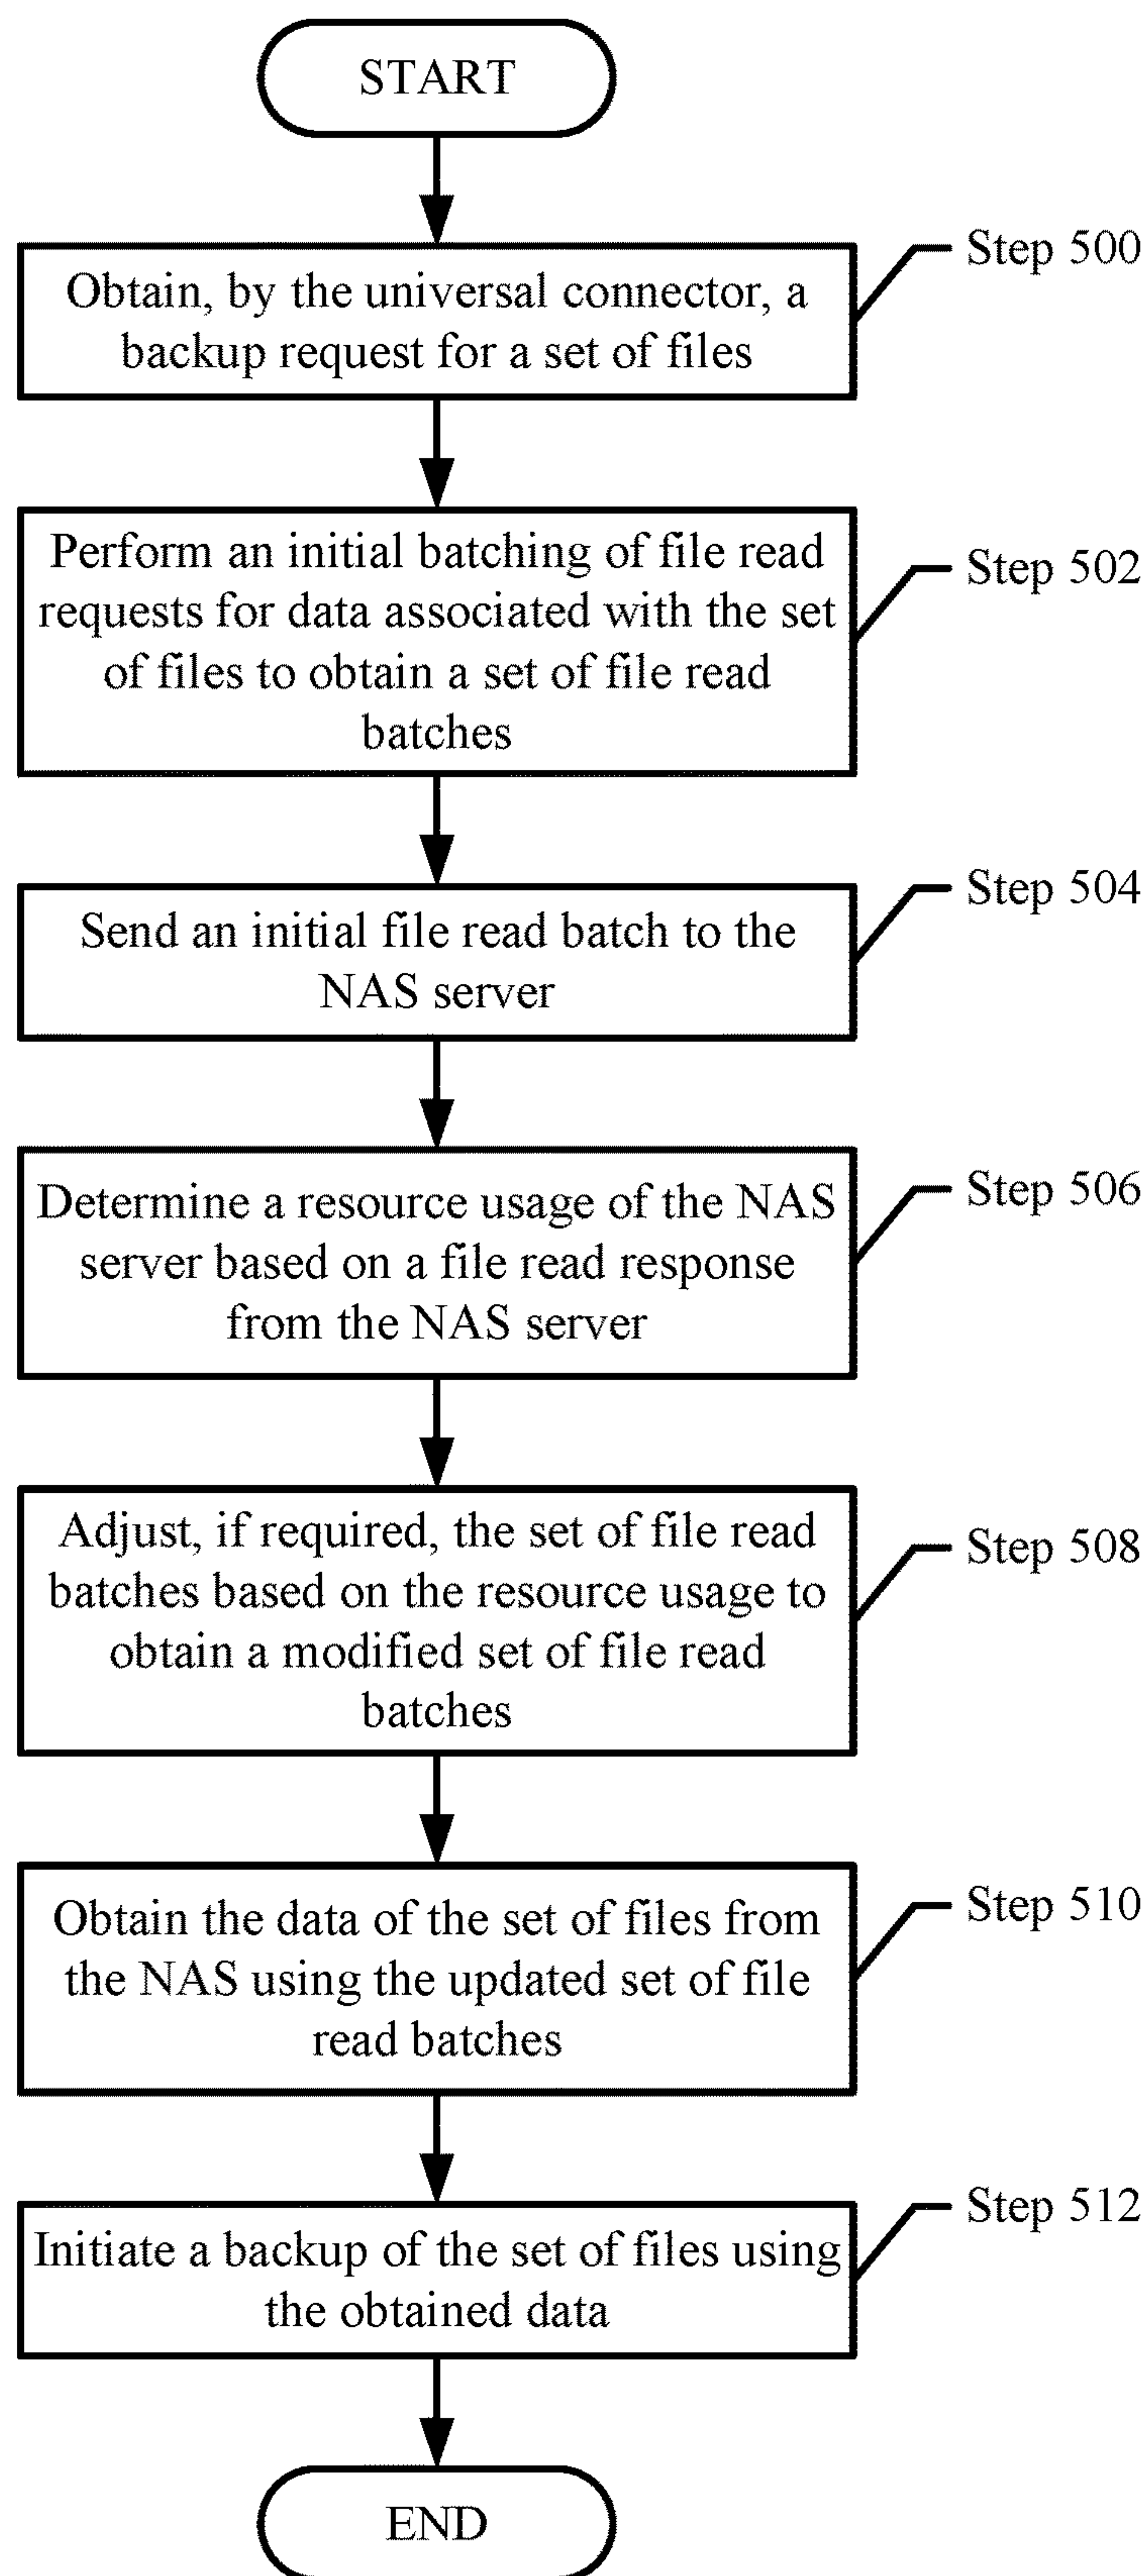 START
Step 500
Obtain, by the universal connector, a
backup request for a set of files
Step 502
Perform an initial batching of file read
requests for data associated with the set
of files to obtain a set of file read
batches
Step 504
Send an initial file read batch to the
NAS server
Step 506
Determine a resource usage of the NAS
server based on a file read response
from the NAS server
Step 508
Adjust, if required, the set of file read
batches based on the resource usage to
obtain a modified set of file read
batches
Step 510
Obtain the data of the set of files from
the NAS using the updated set of file
read batches
Step 512
Initiate a backup of the set of files using
the obtained data
END